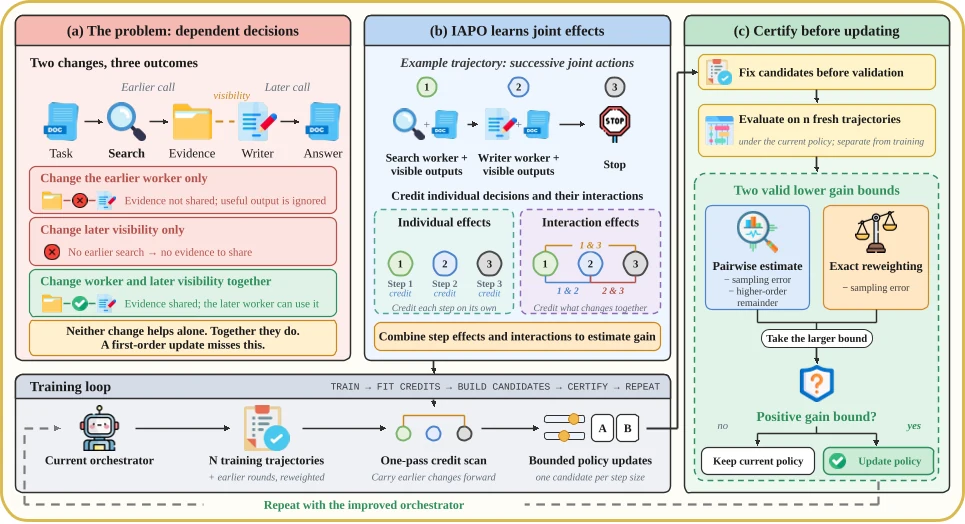 (a) The problem: dependent decisions
Two changes, three outcomes
Earlier call
Later call
visibility
DOC
DOC
Task
Search
Evidence
Writer
Answer
Change the earlier worker only
Evidence not shared; useful output is ignored
Change later visibility only
No earlier search → no evidence to share
Change worker and later visibility together
Evidence shared; the later worker can use it
Neither change helps alone. Together they do.
A first-order update misses this.
(b) IAPO learns joint effects
Example trajectory: successive joint actions
1
2
3
+
DOC
+
DOC
STOP
Search worker +
visible outputs
Writer worker +
visible outputs
Stop
Credit individual decisions and their interactions
Individual effects
1
2
3
Step 1
credit
Step 2
credit
Step 3
credit
Credit each step on its own
Interaction effects
1 & 3
1
2
3
1 & 2
2 & 3
Credit what changes together
Combine step effects and interactions to estimate gain
(c) Certify before updating
Fix candidates before validation
Evaluate on n fresh trajectories
under the current policy; separate from training
Two valid lower gain bounds
Pairwise estimate
− sampling error
− higher-order
remainder
Exact reweighting
− sampling error
Take the larger bound
?
Positive gain bound?
no
yes
Keep current policy
Update policy
Training loop
TRAIN → FIT CREDITS → BUILD CANDIDATES → CERTIFY → REPEAT
A
B
Current orchestrator
N training trajectories
+ earlier rounds, reweighted
One-pass credit scan
Carry earlier changes forward
Bounded policy updates
one candidate per step size
Repeat with the improved orchestrator